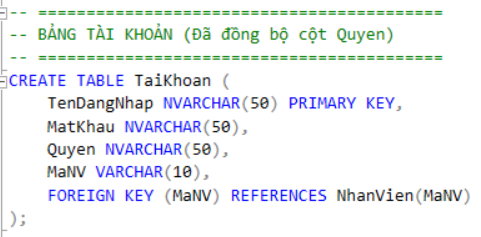 -- ==========================================
-- BẢNG TÀI KHOẢN (Đã đồng bộ cột Quyen)
-- ==========================================
CREATE TABLE TaiKhoan (
    TenDangNhap NVARCHAR(50) PRIMARY KEY,
    MatKhau NVARCHAR(50),
    Quyen NVARCHAR(50),
    MaNV VARCHAR(10),
    FOREIGN KEY (MaNV) REFERENCES NhanVien(MaNV)
);